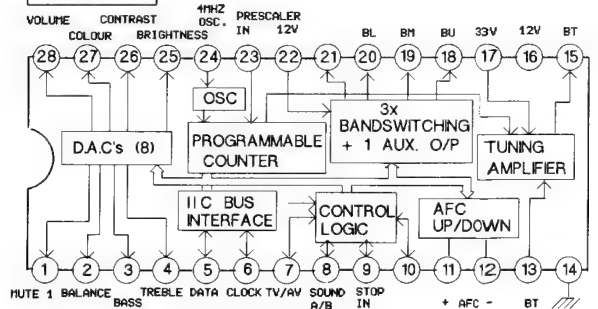 VOLUME CONTRAST 4MHZ OSC. PRESCALER IN 12V BL BM BU 33V 12V BT
COLOUR BRIGHTNESS
28 27 26 25 24 23 22 21 20 19 18 17 16 15
OSC
D.A.C's (8)
PROGRAMMABLE
COUNTER
3x
BANDSWITCHING
+ 1 AUX. O/P
TUNING
AMPLIFIER
IIC BUS
INTERFACE
CONTROL
LOGIC
AFC
UP/DOWN
1 2 3 4 5 6 7 8 9 10 11 12 13 14
MUTE 1 BALANCE BASS TREBLE DATA CLOCK TV/AV SOUND A/B STOP IN + AFC - BT